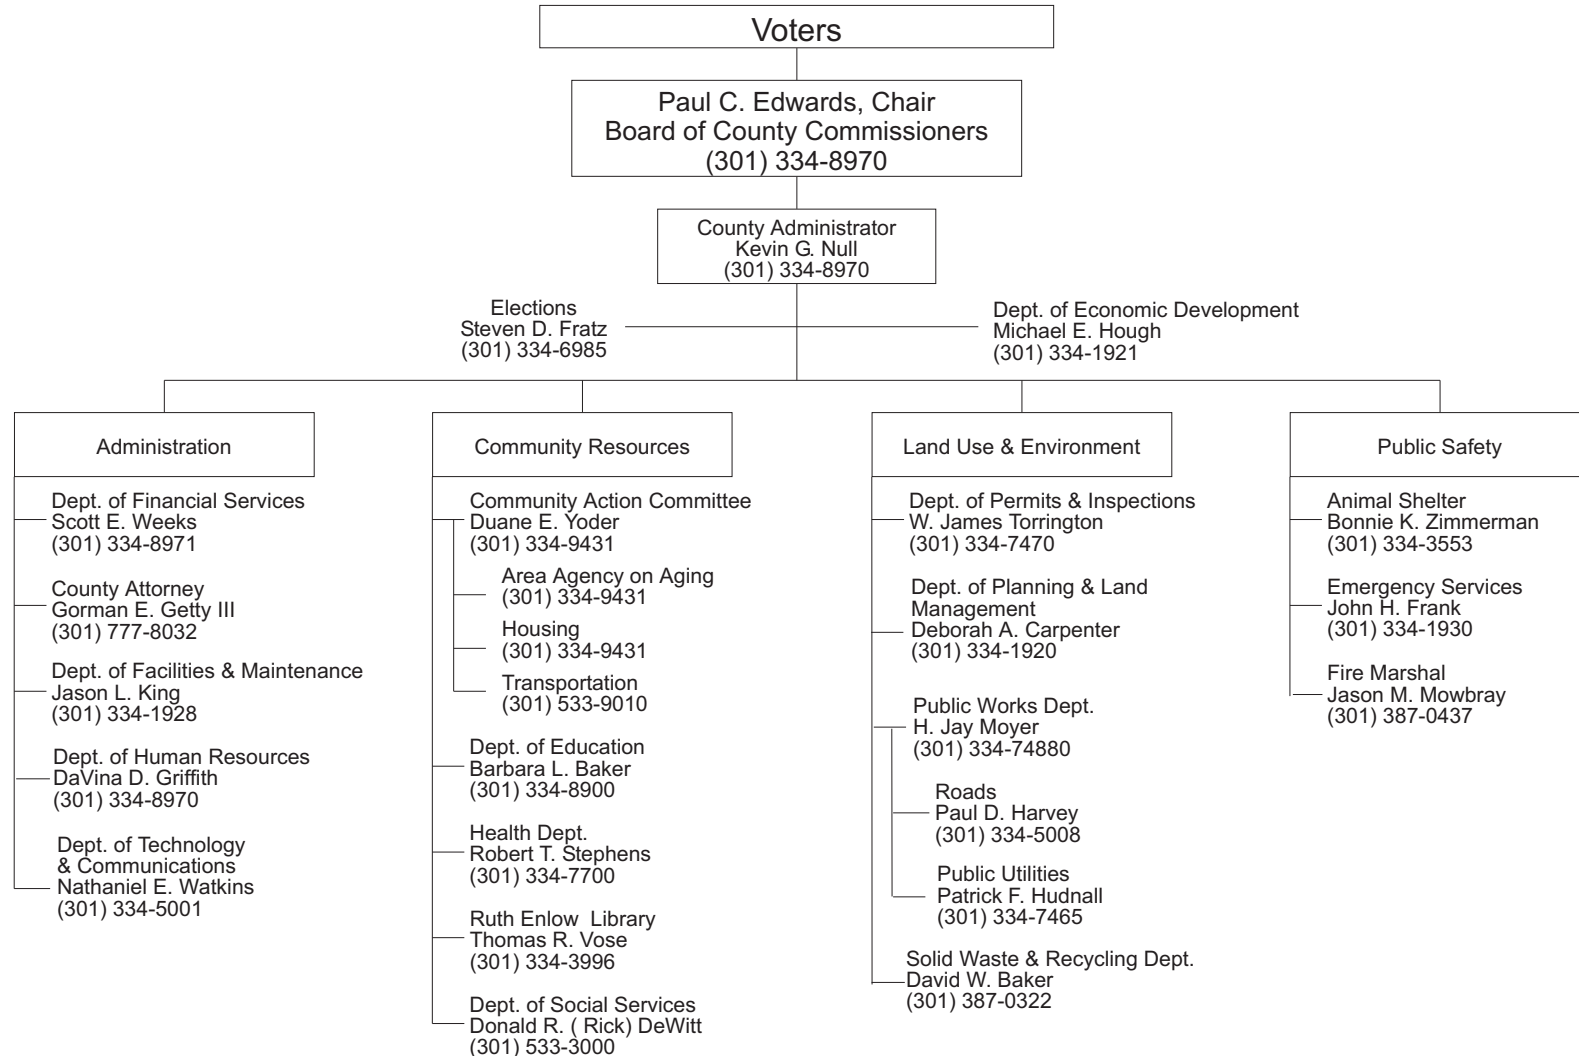 Voters
Paul C. Edwards, Chair
Board of County Commissioners
(301) 334-8970
County Administrator
Kevin G. Null
(301) 334-8970
Elections
Steven D. Fratz
(301) 334-6985
Dept. of Economic Development
Michael E. Hough
(301) 334-1921
Administration
Dept. of Financial Services
Scott E. Weeks
(301) 334-8971
County Attorney
Gorman E. Getty III
(301) 777-8032
Dept. of Facilities & Maintenance
Jason L. King
(301) 334-1928
Dept. of Human Resources
DaVina D. Griffith
(301) 334-8970
Dept. of Technology
& Communications
Nathaniel E. Watkins
(301) 334-5001
Community Resources
Community Action Committee
Duane E. Yoder
(301) 334-9431
Area Agency on Aging
(301) 334-9431
Housing
(301) 334-9431
Transportation
(301) 533-9010
Dept. of Education
Barbara L. Baker
(301) 334-8900
Health Dept.
Robert T. Stephens
(301) 334-7700
Ruth Enlow  Library
Thomas R. Vose
(301) 334-3996
Dept. of Social Services
Donald R. ( Rick) DeWitt
(301) 533-3000
Land Use & Environment
Dept. of Permits & Inspections
W. James Torrington
(301) 334-7470
Dept. of Planning & Land
Management
Deborah A. Carpenter
(301) 334-1920
Public Works Dept.
H. Jay Moyer
(301) 334-74880
Roads
Paul D. Harvey
(301) 334-5008
Public Utilities
Patrick F. Hudnall
(301) 334-7465
Solid Waste & Recycling Dept.
David W. Baker
(301) 387-0322
Public Safety
Animal Shelter
Bonnie K. Zimmerman
(301) 334-3553
Emergency Services
John H. Frank
(301) 334-1930
Fire Marshal
Jason M. Mowbray
(301) 387-0437